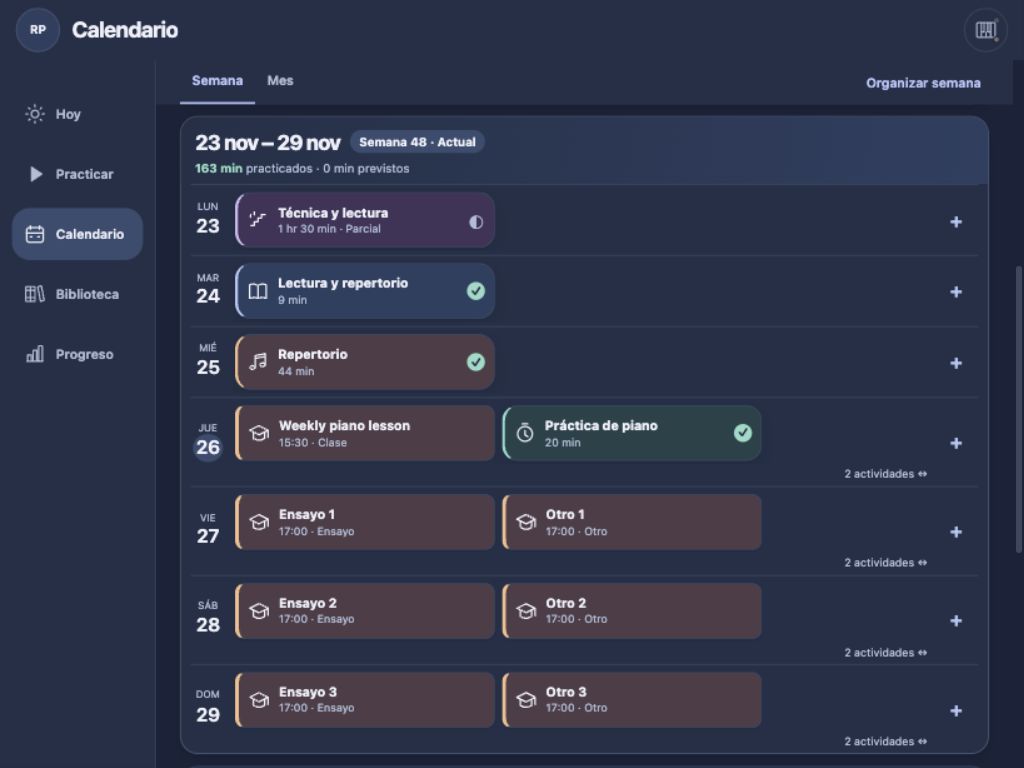 RP
Calendario
Semana
Mes
Organizar semana
Hoy
Practicar
Calendario
Biblioteca
Progreso
23 nov – 29 nov
Semana 48 · Actual
163 min practicados · 0 min previstos
LUN
23
Técnica y lectura
1 hr 30 min · Parcial
+
MAR
24
Lectura y repertorio
9 min
+
MIÉ
25
Repertorio
44 min
+
JUE
26
Weekly piano lesson
15:30 · Clase
Práctica de piano
20 min
+
2 actividades ⇔
VIE
27
Ensayo 1
17:00 · Ensayo
Otro 1
17:00 · Otro
+
2 actividades ⇔
SÁB
28
Ensayo 2
17:00 · Ensayo
Otro 2
17:00 · Otro
+
2 actividades ⇔
DOM
29
Ensayo 3
17:00 · Ensayo
Otro 3
17:00 · Otro
+
2 actividades ⇔